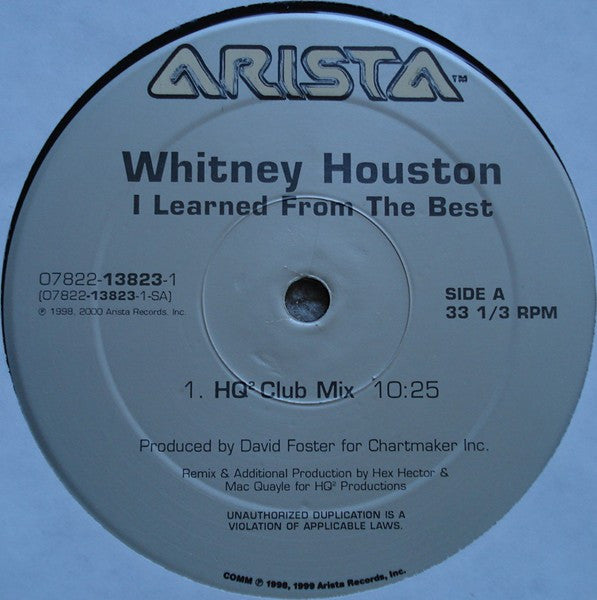 ARISTA™
Whitney Houston
I Learned From The Best
07822-13823-1
(07822-13823-1-SA)
℗ 1998, 2000 Arista Records, Inc.
SIDE A
33 1/3 RPM
1. HQ² Club Mix 10:25
Produced by David Foster for Chartmaker Inc.
Remix & Additional Production by Hex Hector &
Mac Quayle for HQ² Productions
UNAUTHORIZED DUPLICATION IS A
VIOLATION OF APPLICABLE LAWS.
COMM ℗ 1998, 1999 Arista Records, Inc.